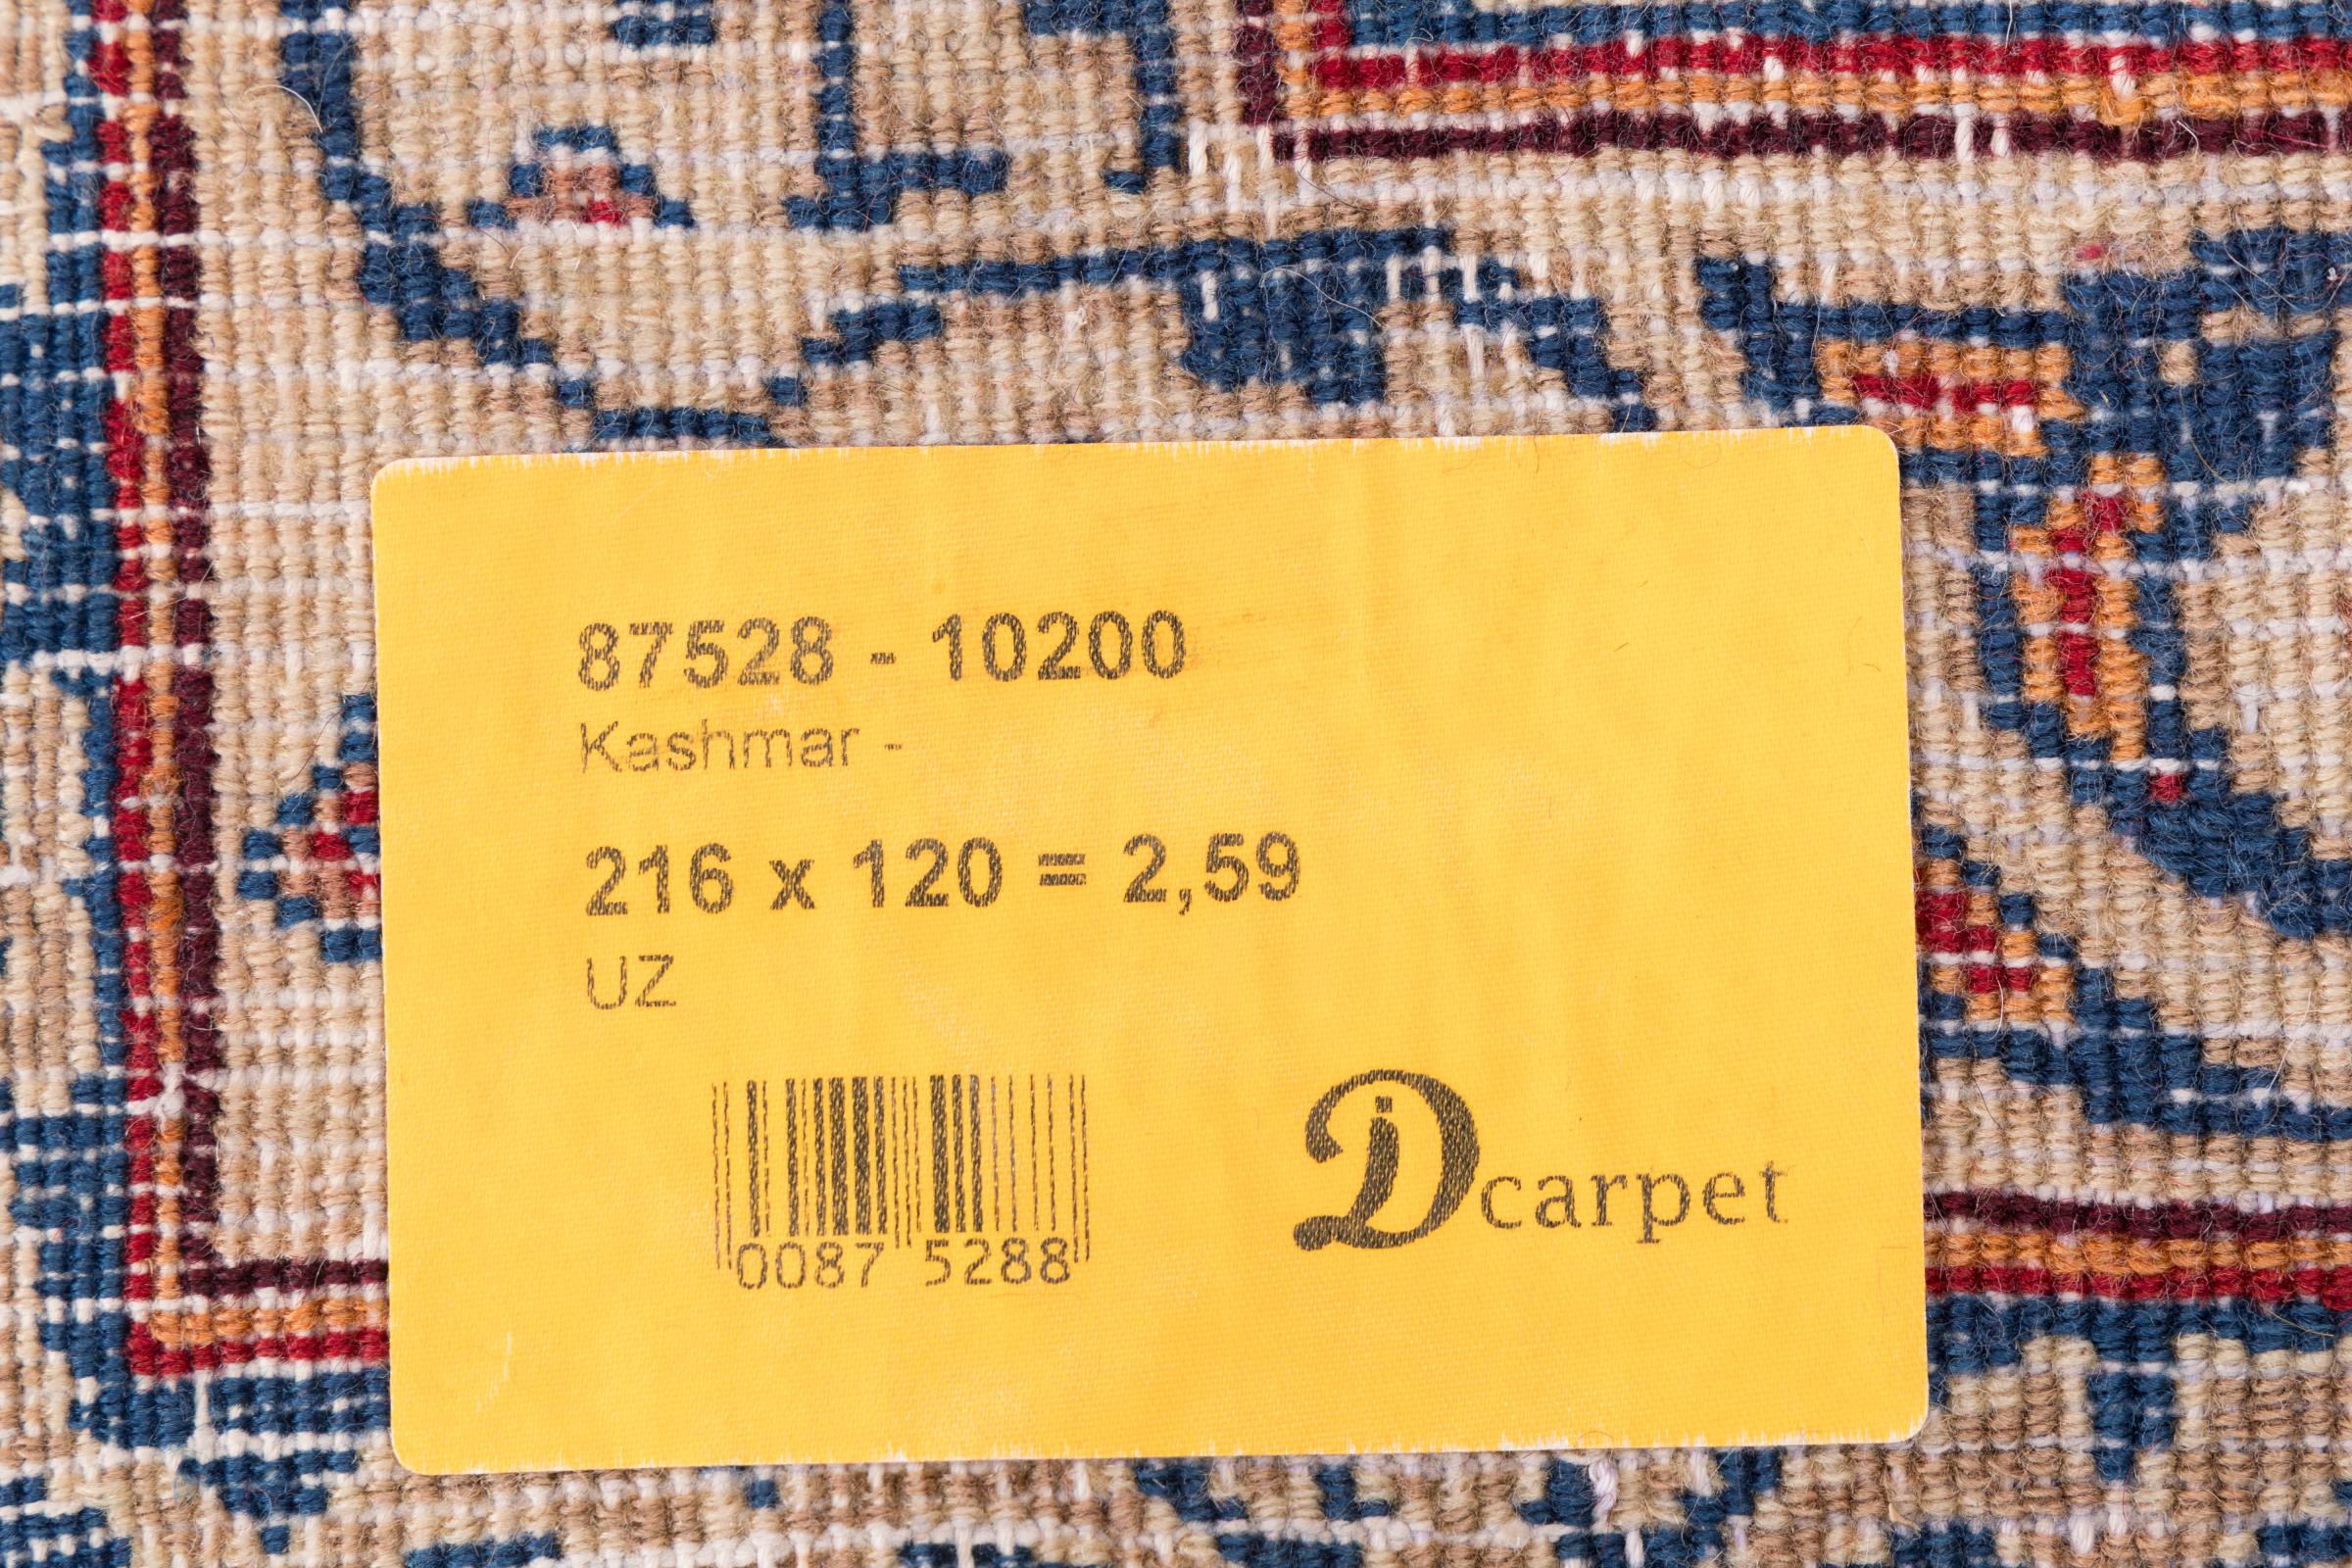 87528 - 10200
Kashmar -
216 x 120 = 2,59
UZ
0087 5288
Dcarpet